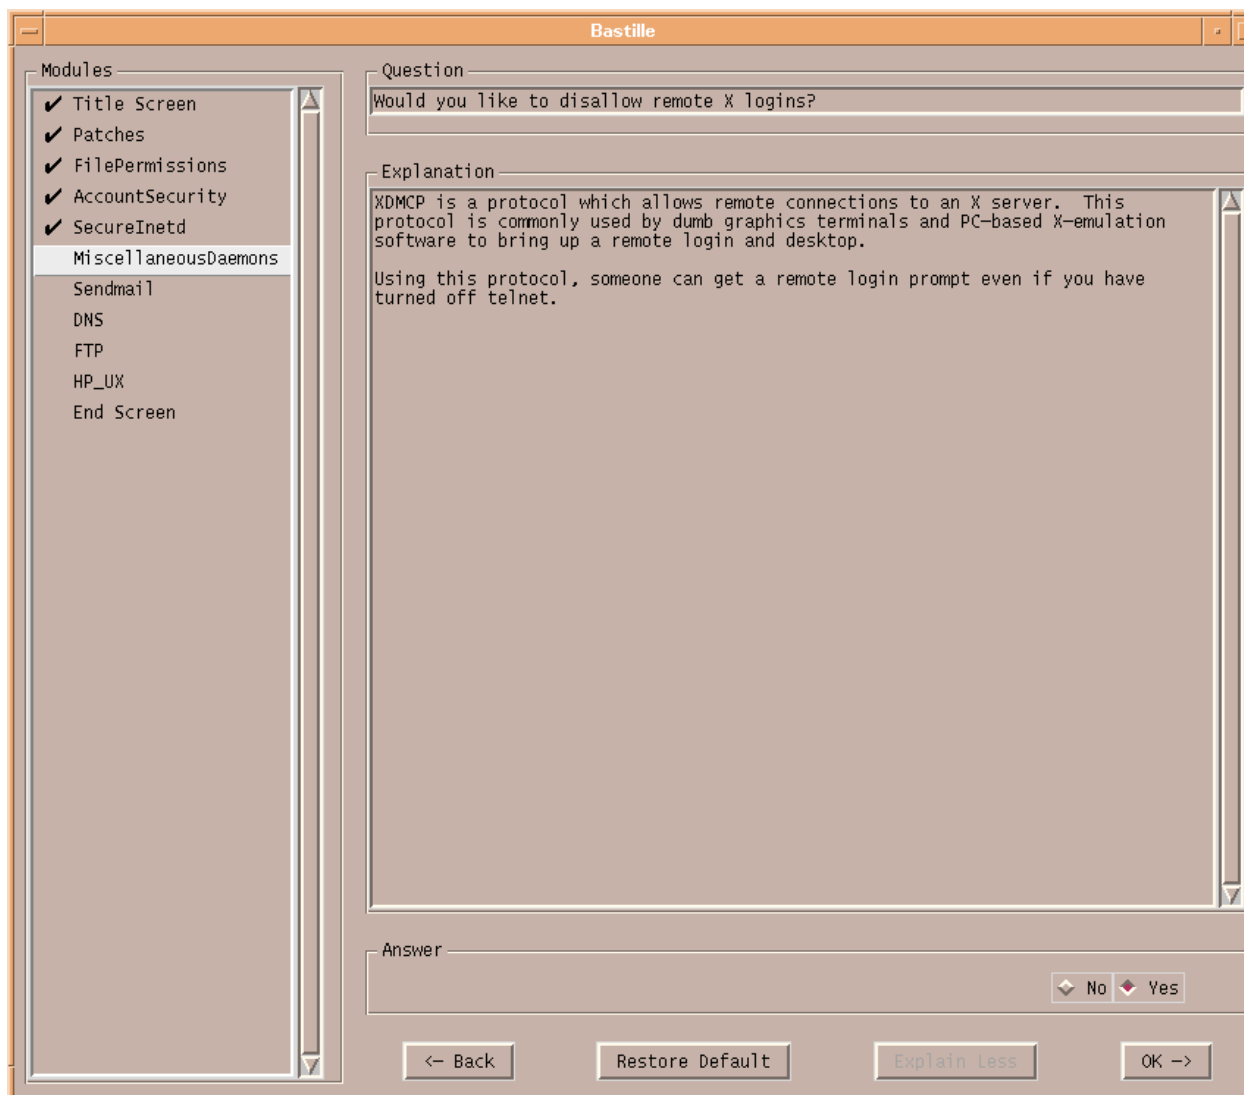 Bastille
Modules
✔ Title Screen
✔ Patches
✔ FilePermissions
✔ AccountSecurity
✔ SecureInetd
MiscellaneousDaemons
Sendmail
DNS
FTP
HP_UX
End Screen
Question
Would you like to disallow remote X logins?
Explanation
XDMCP is a protocol which allows remote connections to an X server.  This
protocol is commonly used by dumb graphics terminals and PC-based X-emulation
software to bring up a remote login and desktop.
Using this protocol, someone can get a remote login prompt even if you have
turned off telnet.
Answer
No Yes
<- Back Restore Default Explain Less OK ->